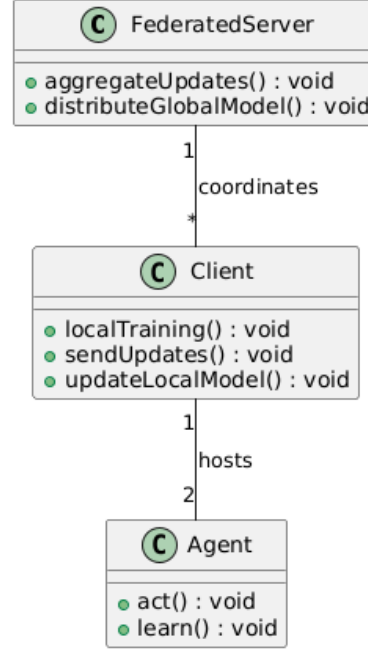 C FederatedServer
aggregateUpdates() : void
distributeGlobalModel() : void
1
coordinates
*
C Client
localTraining() : void
sendUpdates() : void
updateLocalModel() : void
1
hosts
2
C Agent
act() : void
learn() : void